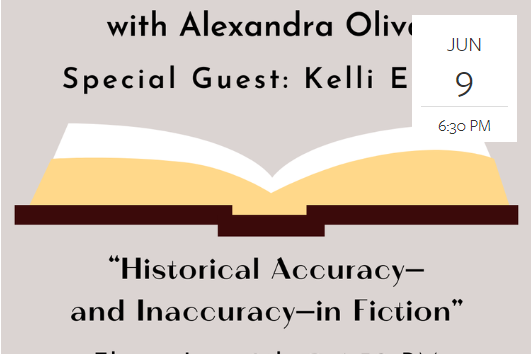 with Alexandra
Special Guest: Kelli
JUN
9
6:30 PM
“Historical Accuracy—
and Inaccuracy—in Fiction”